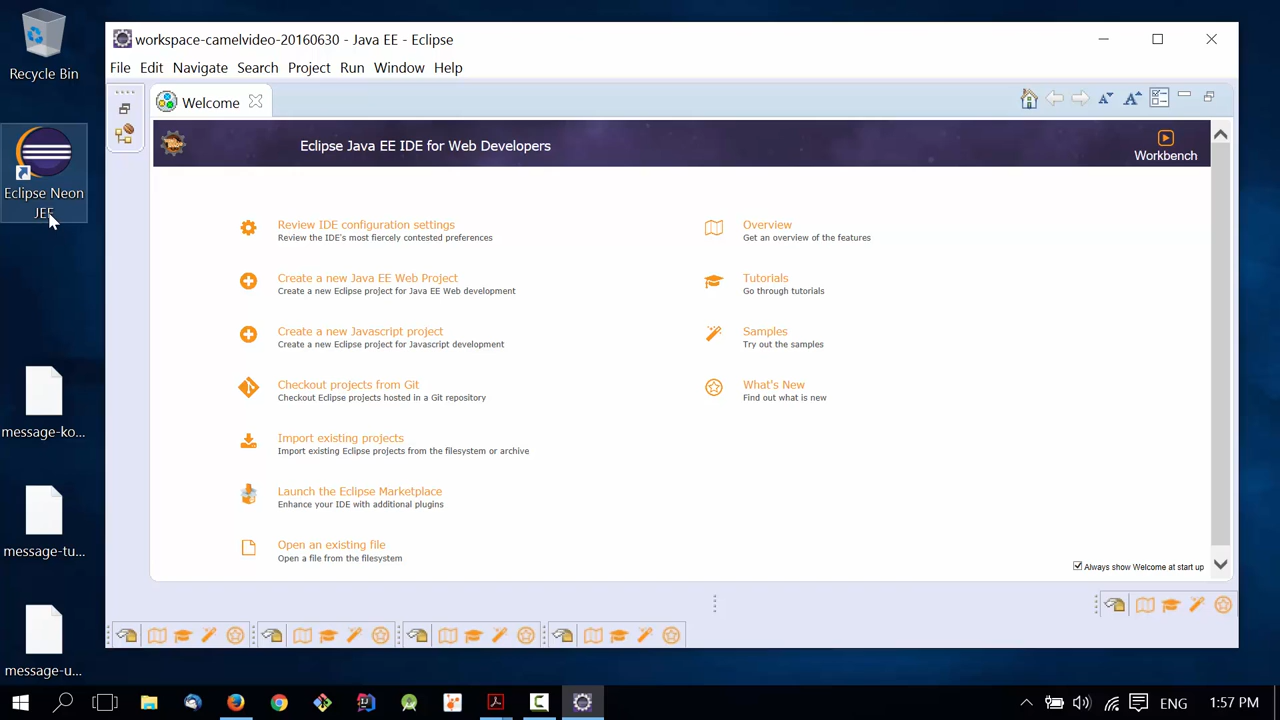 Recycle Bin
Eclipse Neon
JEE
message-ko...
message-tu...
message-u...
workspace-camelvideo-20160630 - Java EE - Eclipse
File Edit Navigate Search Project Run Window Help
Welcome
Eclipse Java EE IDE for Web Developers
Workbench
Review IDE configuration settings
Review the IDE's most fiercely contested preferences
Create a new Java EE Web Project
Create a new Eclipse project for Java EE Web development
Create a new Javascript project
Create a new Eclipse project for Javascript development
Checkout projects from Git
Checkout Eclipse projects hosted in a Git repository
Import existing projects
Import existing Eclipse projects from the filesystem or archive
Launch the Eclipse Marketplace
Enhance your IDE with additional plugins
Open an existing file
Open a file from the filesystem
Overview
Get an overview of the features
Tutorials
Go through tutorials
Samples
Try out the samples
What's New
Find out what is new
Always show Welcome at start up
ENG
1:57 PM